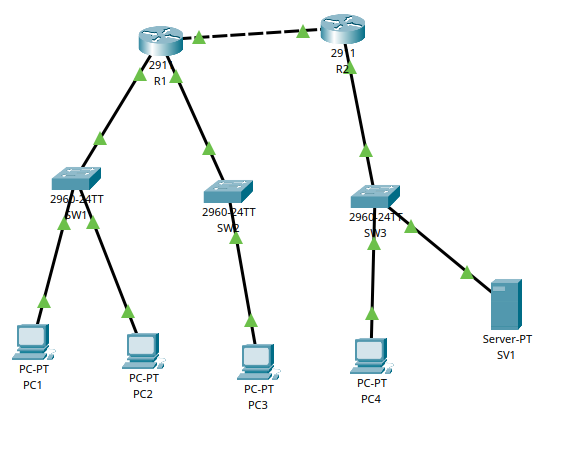 2911
R2
291
R1
2960-24TT
SW1
2960-24TT
SW2
2960-24TT
SW3
Server-PT
SV1
PC-PT
PC1
PC-PT
PC2
PC-PT
PC3
PC-PT
PC4